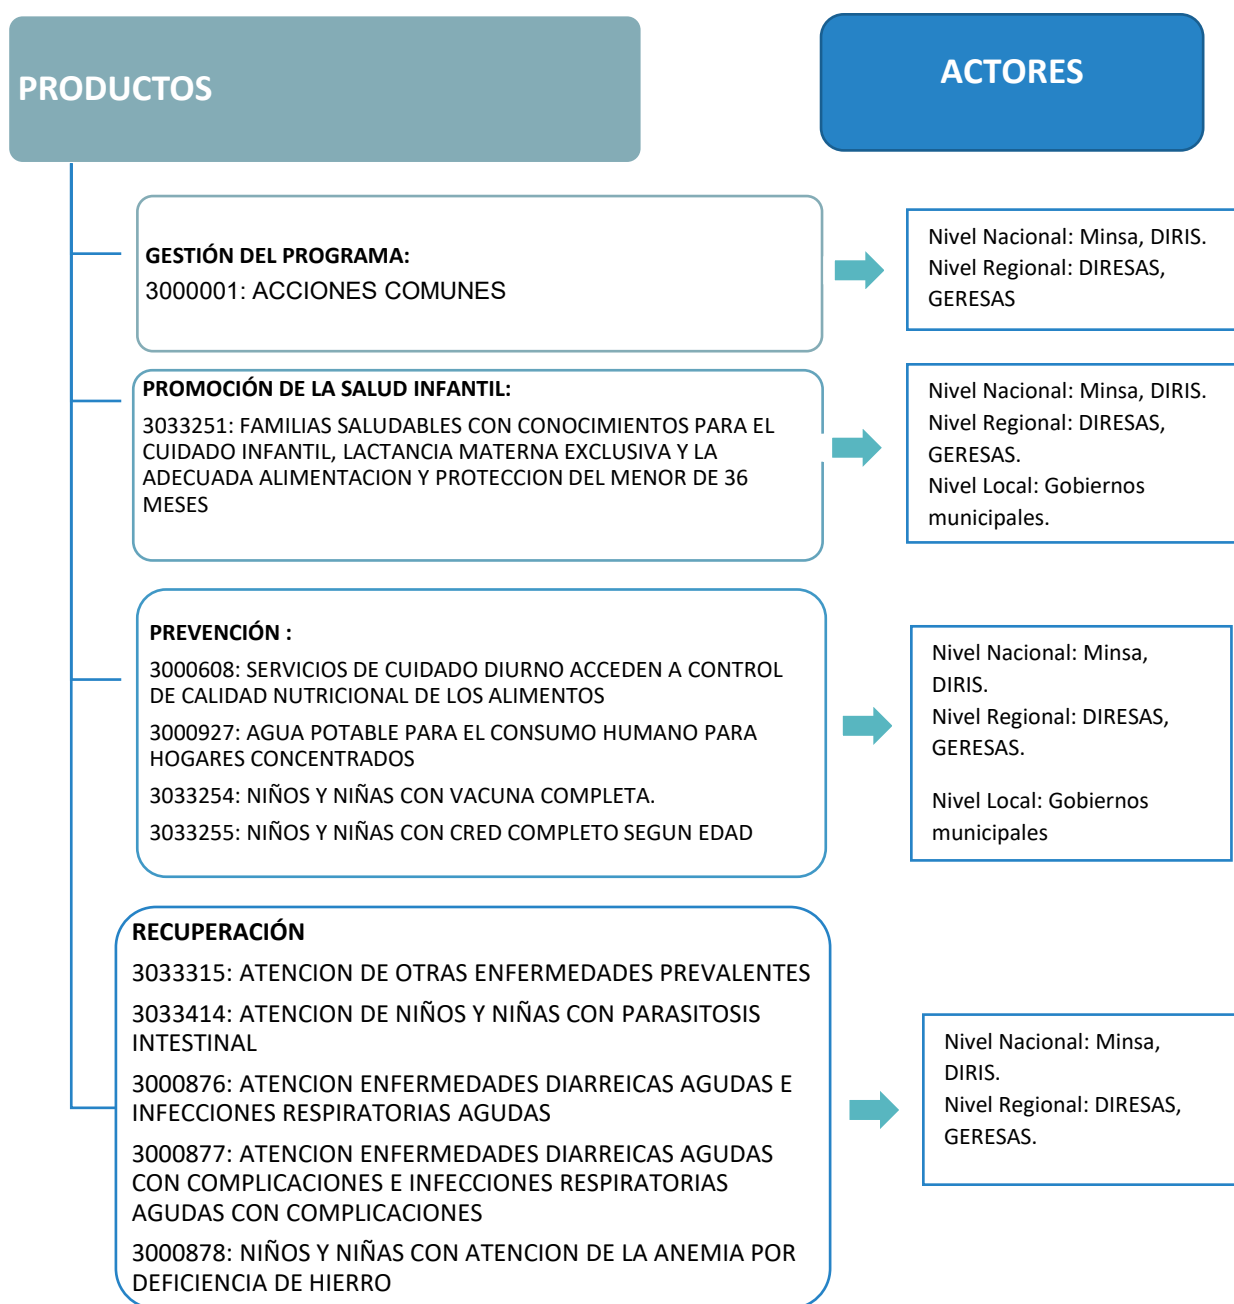 PRODUCTOS
ACTORES
GESTIÓN DEL PROGRAMA:
3000001: ACCIONES COMUNES
Nivel Nacional: Minsa, DIRIS.
Nivel Regional: DIRESAS,
GERESAS
PROMOCIÓN DE LA SALUD INFANTIL:
3033251: FAMILIAS SALUDABLES CON CONOCIMIENTOS PARA EL
CUIDADO INFANTIL, LACTANCIA MATERNA EXCLUSIVA Y LA
ADECUADA ALIMENTACION Y PROTECCION DEL MENOR DE 36
MESES
Nivel Nacional: Minsa, DIRIS.
Nivel Regional: DIRESAS,
GERESAS.
Nivel Local: Gobiernos
municipales.
PREVENCIÓN :
3000608: SERVICIOS DE CUIDADO DIURNO ACCEDEN A CONTROL
DE CALIDAD NUTRICIONAL DE LOS ALIMENTOS
3000927: AGUA POTABLE PARA EL CONSUMO HUMANO PARA
HOGARES CONCENTRADOS
3033254: NIÑOS Y NIÑAS CON VACUNA COMPLETA.
3033255: NIÑOS Y NIÑAS CON CRED COMPLETO SEGUN EDAD
Nivel Nacional: Minsa,
DIRIS.
Nivel Regional: DIRESAS,
GERESAS.
Nivel Local: Gobiernos
municipales
RECUPERACIÓN
3033315: ATENCION DE OTRAS ENFERMEDADES PREVALENTES
3033414: ATENCION DE NIÑOS Y NIÑAS CON PARASITOSIS
INTESTINAL
3000876: ATENCION ENFERMEDADES DIARREICAS AGUDAS E
INFECCIONES RESPIRATORIAS AGUDAS
3000877: ATENCION ENFERMEDADES DIARREICAS AGUDAS
CON COMPLICACIONES E INFECCIONES RESPIRATORIAS
AGUDAS CON COMPLICACIONES
3000878: NIÑOS Y NIÑAS CON ATENCION DE LA ANEMIA POR
DEFICIENCIA DE HIERRO
Nivel Nacional: Minsa,
DIRIS.
Nivel Regional: DIRESAS,
GERESAS.